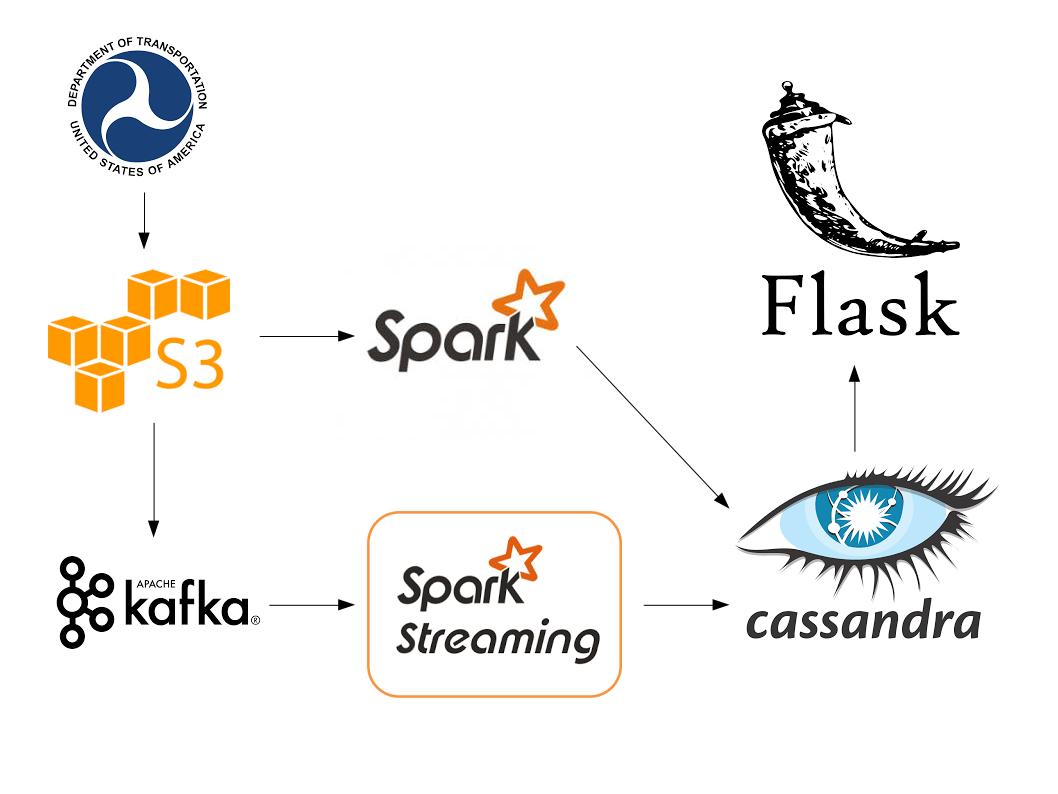 DEPARTMENT OF TRANSPORTATION
UNITED STATES OF AMERICA
S3
Spark
Flask
APACHE
kafka®
Spark
Streaming
cassandra